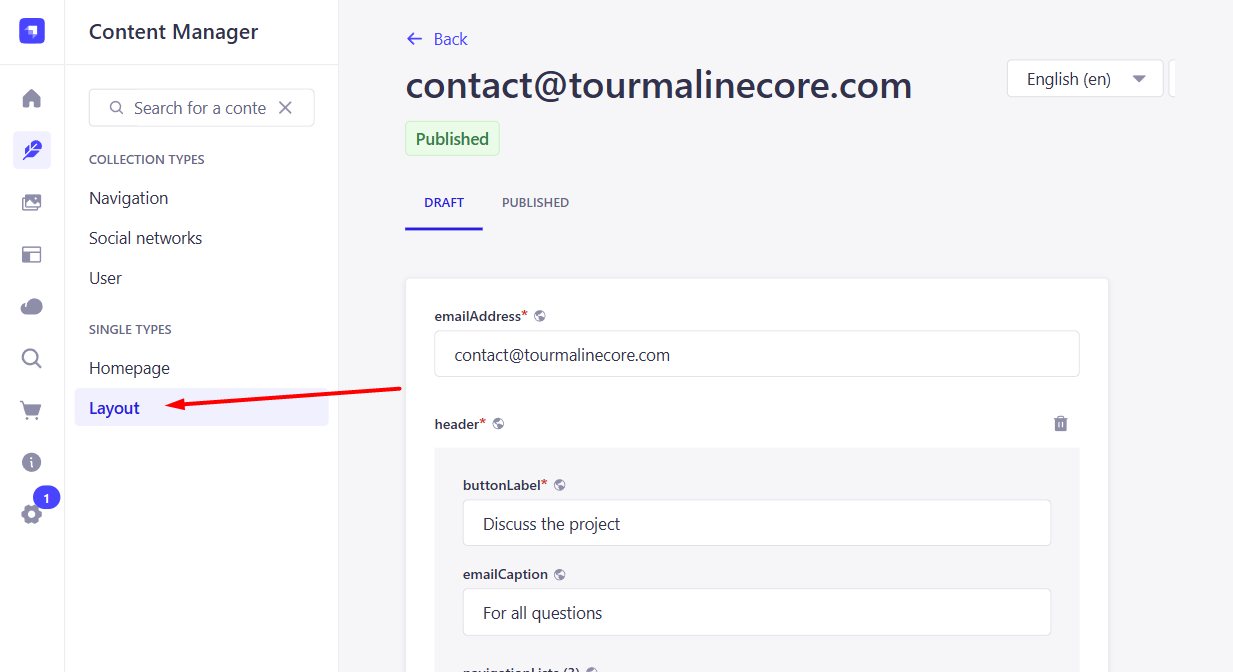 Content Manager
Search for a conte
COLLECTION TYPES
Navigation
Social networks
User
SINGLE TYPES
Homepage
Layout
1
Back
contact@tourmalinecore.com
English (en)
Published
DRAFT
PUBLISHED
emailAddress*
contact@tourmalinecore.com
header*
buttonLabel*
Discuss the project
emailCaption
For all questions
navigationLists (3)